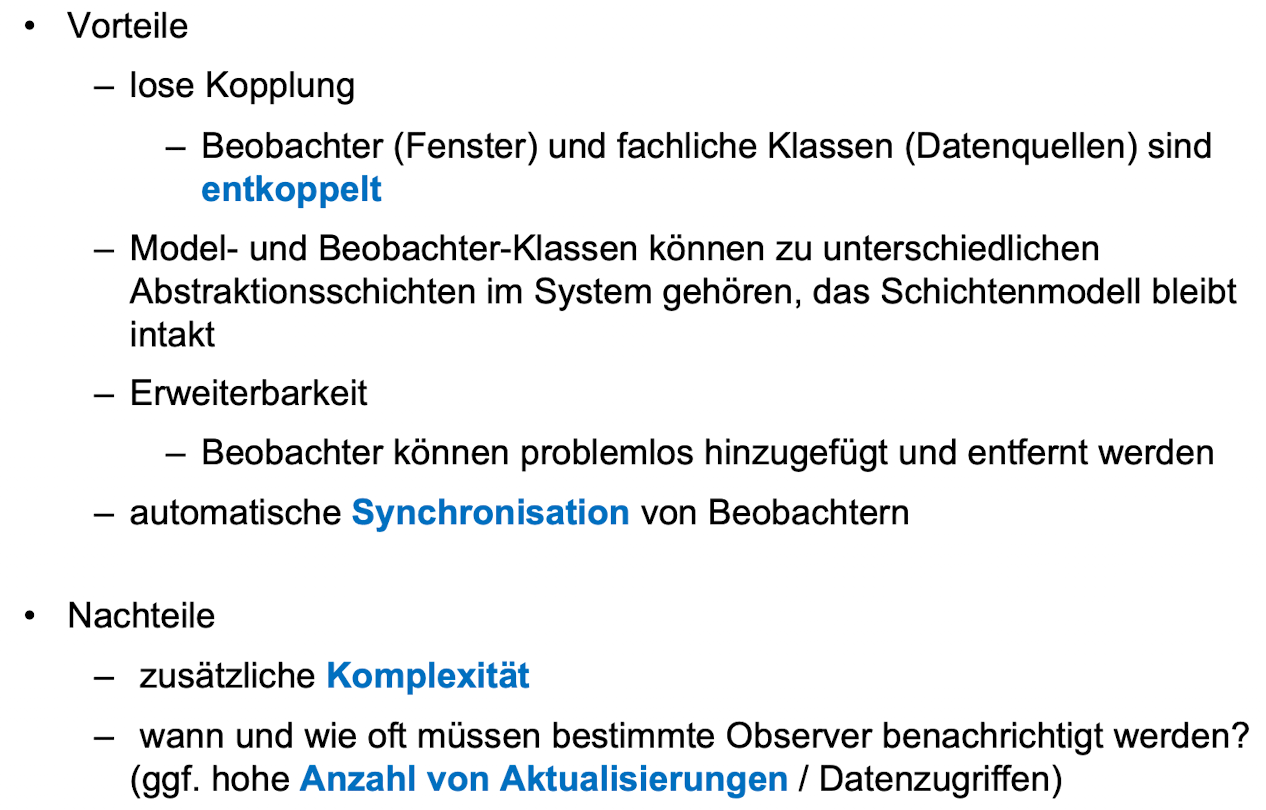 • Vorteile
– lose Kopplung
– Beobachter (Fenster) und fachliche Klassen (Datenquellen) sind
entkoppelt
– Model- und Beobachter-Klassen können zu unterschiedlichen
Abstraktionsschichten im System gehören, das Schichtenmodell bleibt
intakt
– Erweiterbarkeit
– Beobachter können problemlos hinzugefügt und entfernt werden
– automatische Synchronisation von Beobachtern
• Nachteile
– zusätzliche Komplexität
– wann und wie oft müssen bestimmte Observer benachrichtigt werden?
(ggf. hohe Anzahl von Aktualisierungen / Datenzugriffen)